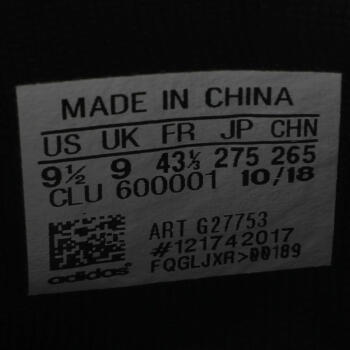 MADE IN CHINA
US UK FR JP CHN
9½ 9 43⅓ 275 265
CLU 600001 10/18
ART G27753
#121742017
FQGLJXR>00189
adidas